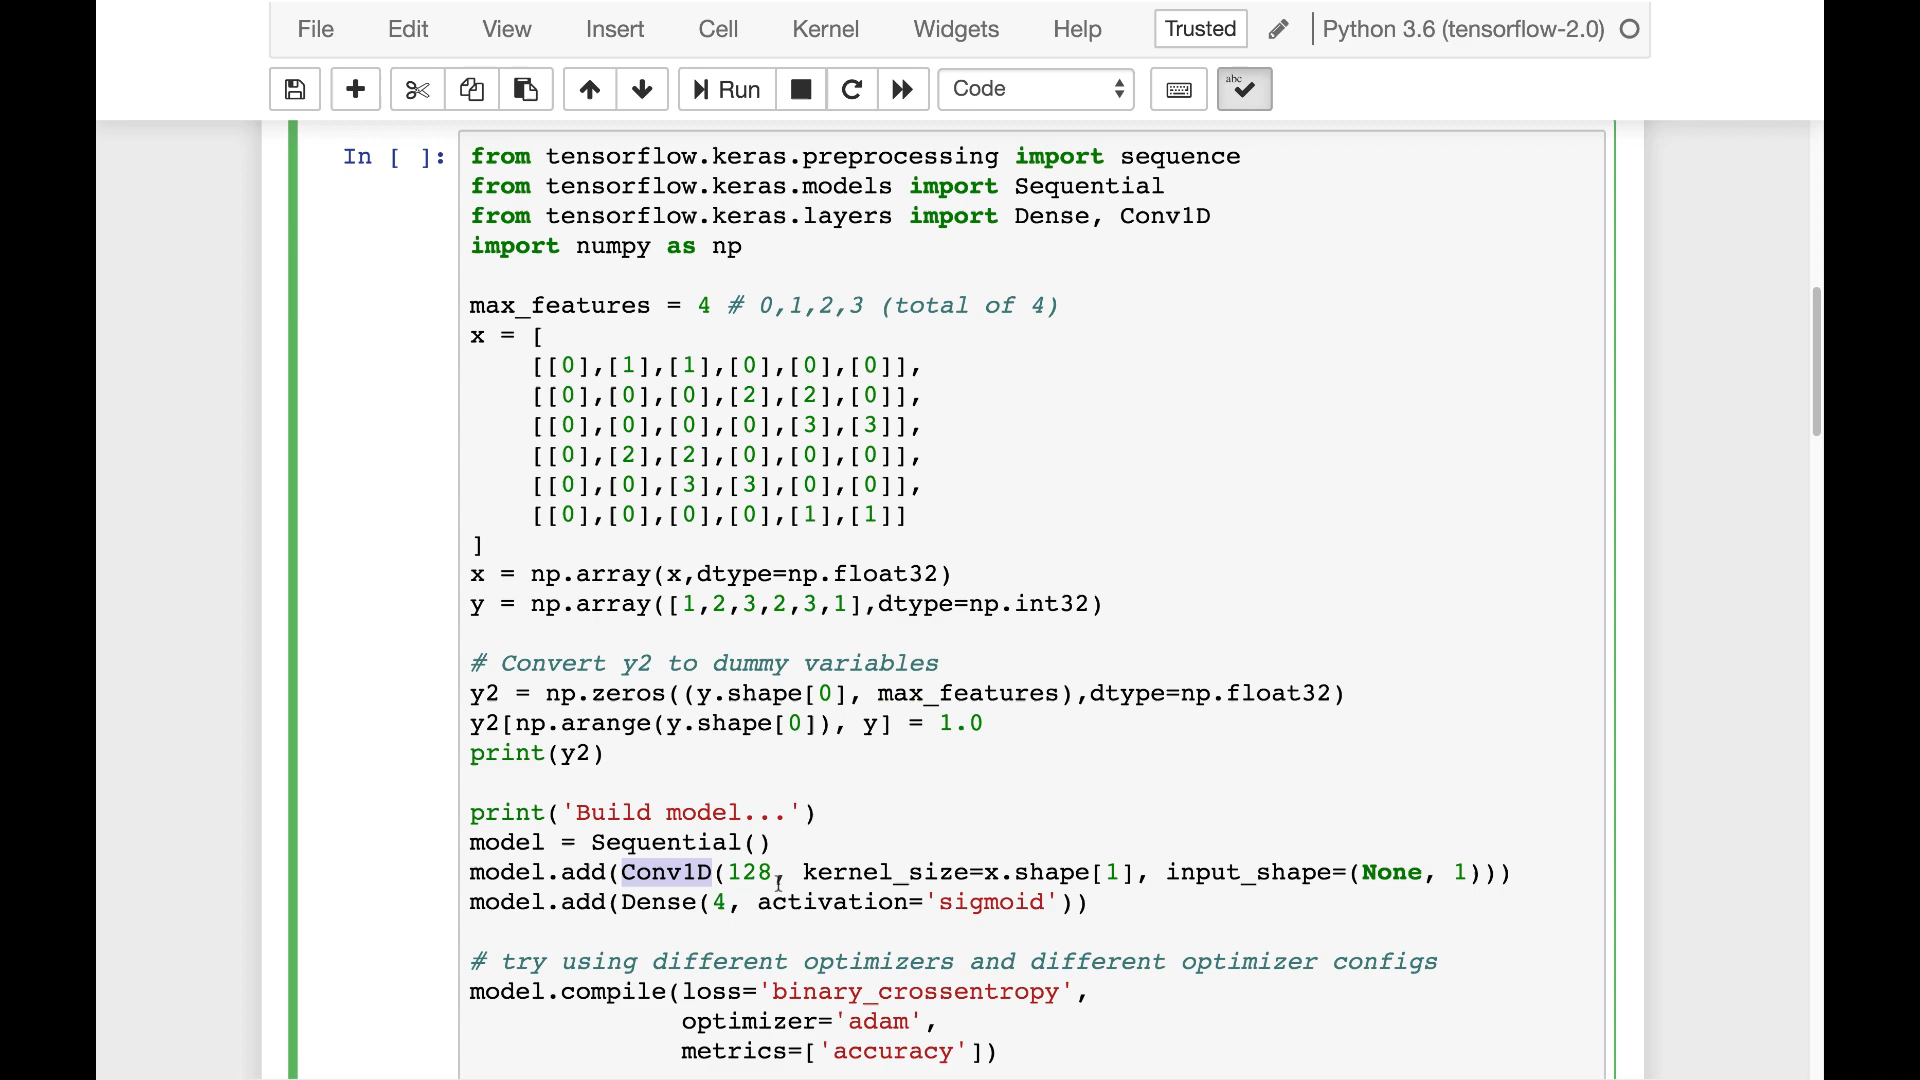 File Edit View Insert Cell Kernel Widgets Help Trusted Python 3.6 (tensorflow-2.0)
Run Code abc
In [ ]:
from tensorflow.keras.preprocessing import sequence
from tensorflow.keras.models import Sequential
from tensorflow.keras.layers import Dense, Conv1D
import numpy as np
max_features = 4 # 0,1,2,3 (total of 4)
x = [
[[0],[1],[1],[0],[0],[0]],
[[0],[0],[0],[2],[2],[0]],
[[0],[0],[0],[0],[3],[3]],
[[0],[2],[2],[0],[0],[0]],
[[0],[0],[3],[3],[0],[0]],
[[0],[0],[0],[0],[1],[1]]
]
x = np.array(x,dtype=np.float32)
y = np.array([1,2,3,2,3,1],dtype=np.int32)
# Convert y2 to dummy variables
y2 = np.zeros((y.shape[0], max_features),dtype=np.float32)
y2[np.arange(y.shape[0]), y] = 1.0
print(y2)
print('Build model...')
model = Sequential()
model.add(Conv1D(128, kernel_size=x.shape[1], input_shape=(None, 1)))
model.add(Dense(4, activation='sigmoid'))
# try using different optimizers and different optimizer configs
model.compile(loss='binary_crossentropy',
optimizer='adam',
metrics=['accuracy'])